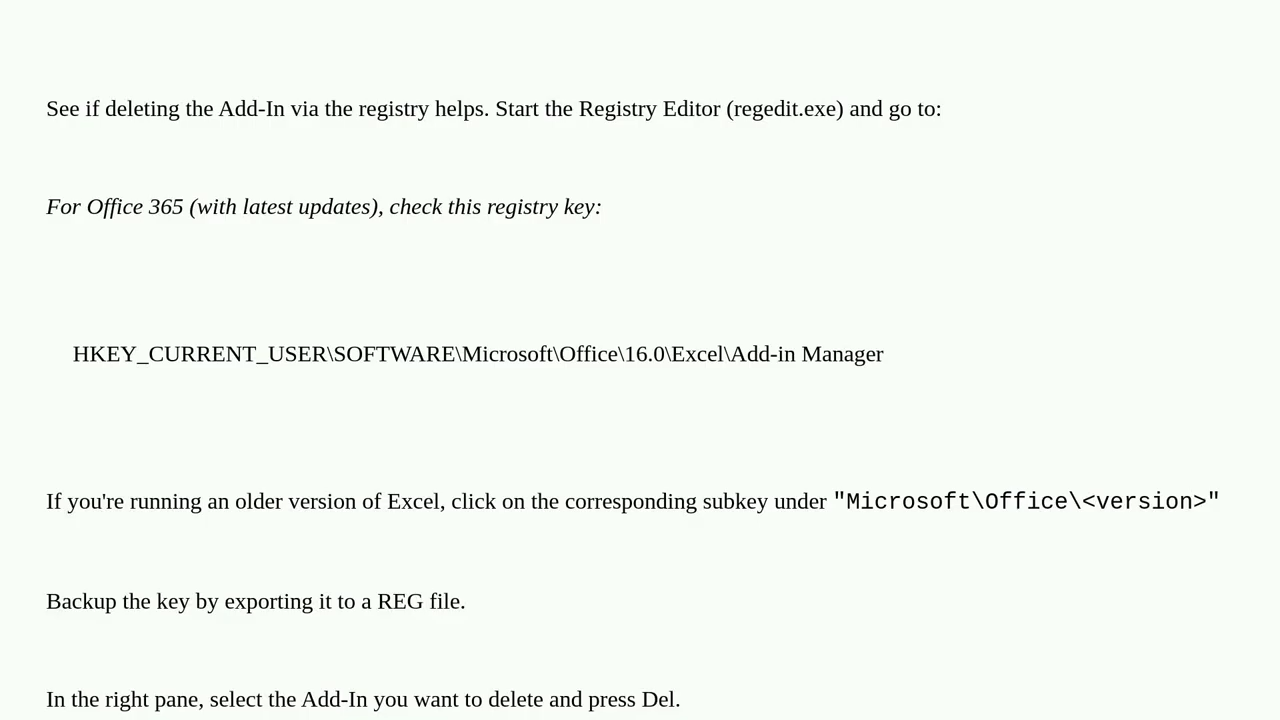 See if deleting the Add-In via the registry helps. Start the Registry Editor (regedit.exe) and go to:
For Office 365 (with latest updates), check this registry key:
HKEY_CURRENT_USER\SOFTWARE\Microsoft\Office\16.0\Excel\Add-in Manager
If you're running an older version of Excel, click on the corresponding subkey under "Microsoft\Office\<version>"
Backup the key by exporting it to a REG file.
In the right pane, select the Add-In you want to delete and press Del.